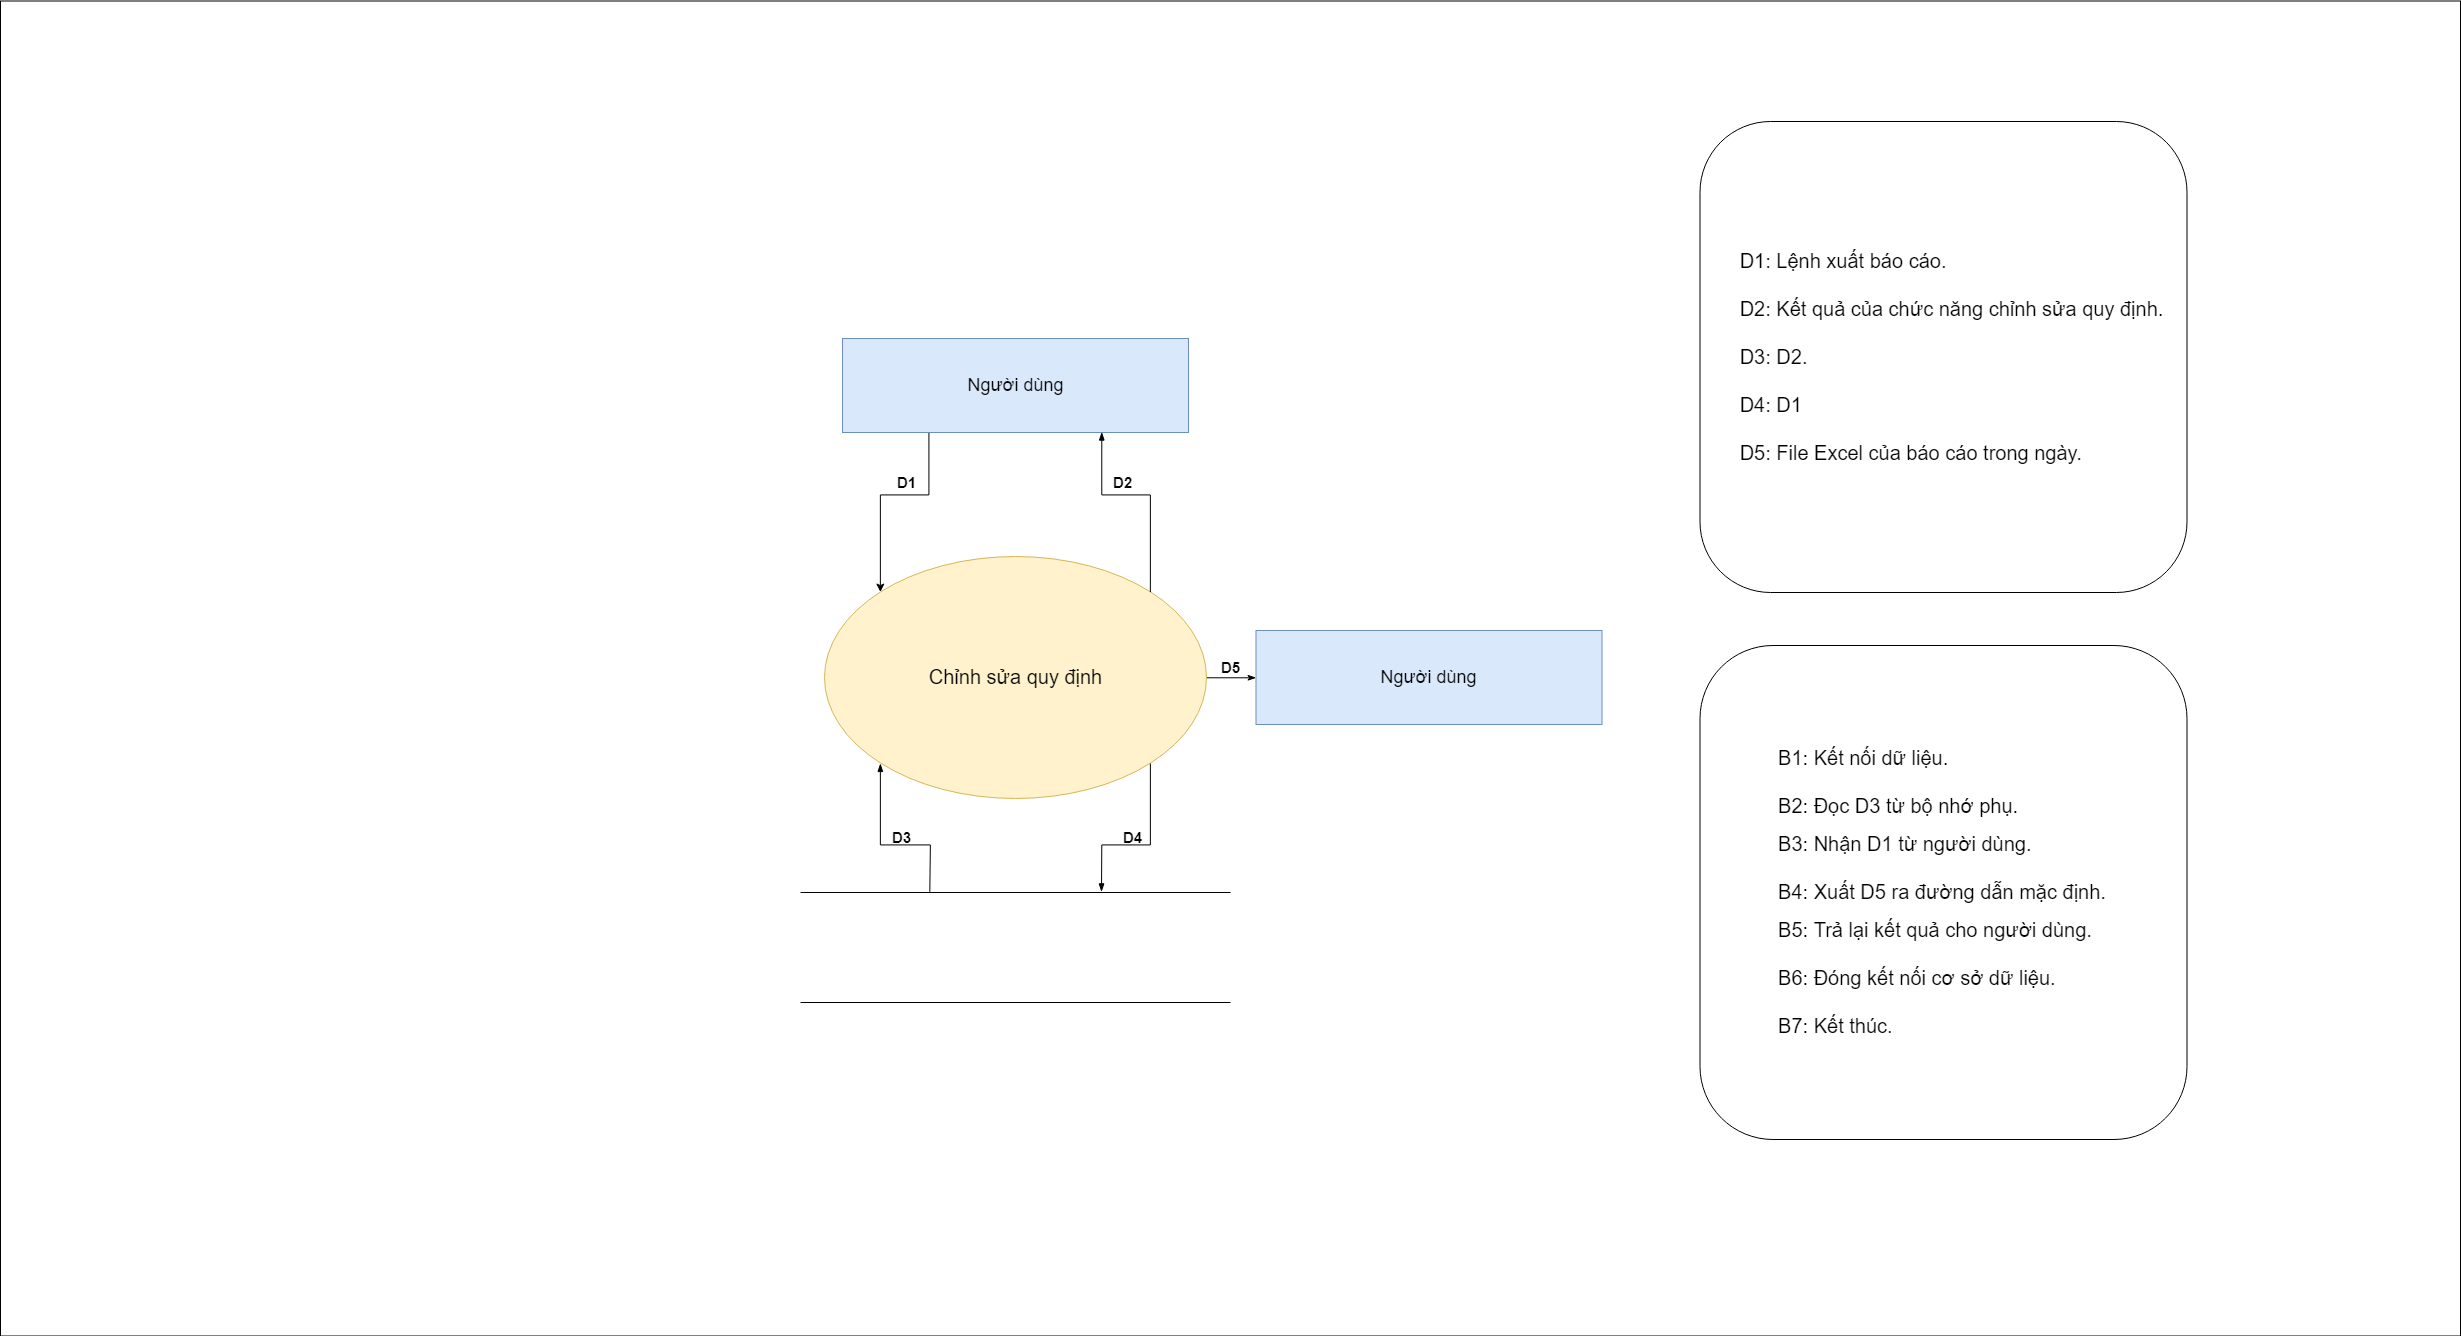 Người dùng
D1
D2
Chỉnh sửa quy định
D5
Người dùng
D3
D4
D1: Lệnh xuất báo cáo.
D2: Kết quả của chức năng chỉnh sửa quy định.
D3: D2.
D4: D1
D5: File Excel của báo cáo trong ngày.
B1: Kết nối dữ liệu.
B2: Đọc D3 từ bộ nhớ phụ.
B3: Nhận D1 từ người dùng.
B4: Xuất D5 ra đường dẫn mặc định.
B5: Trả lại kết quả cho người dùng.
B6: Đóng kết nối cơ sở dữ liệu.
B7: Kết thúc.